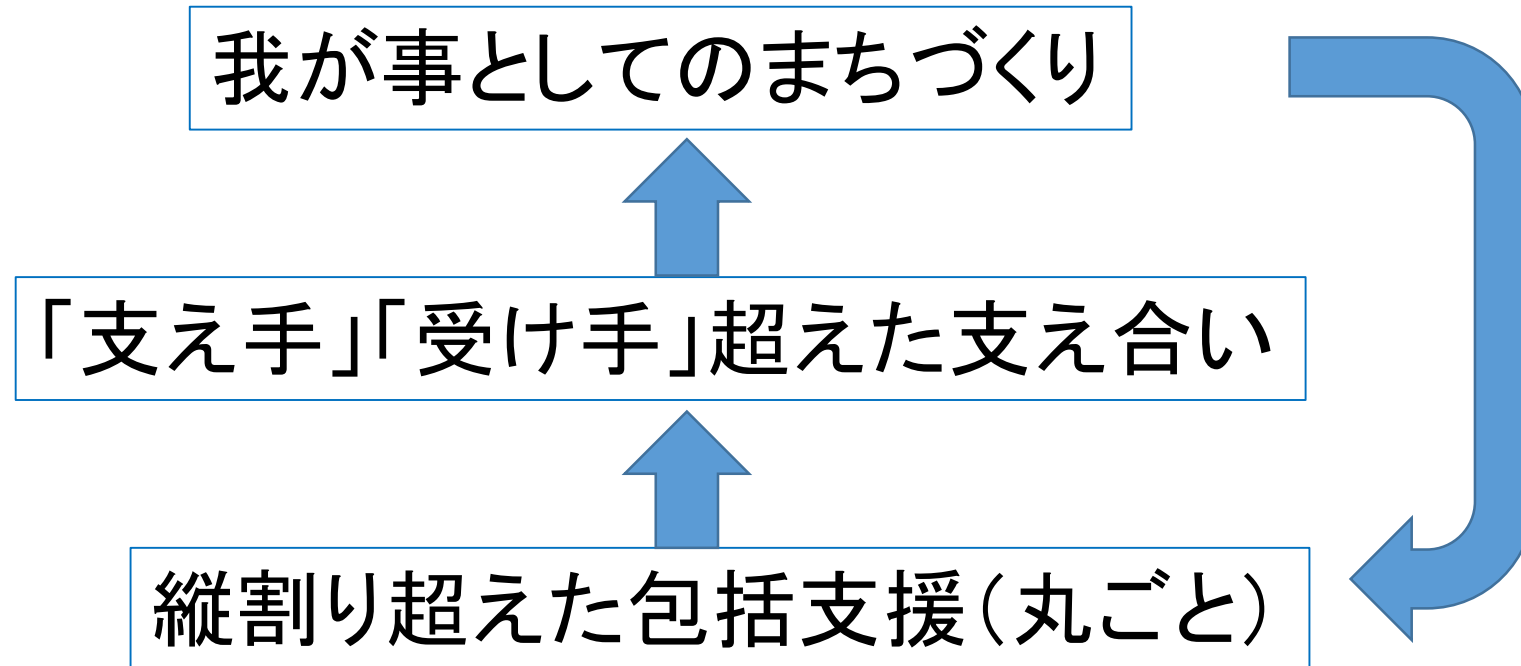 我が事としてのまちづくり
「支え手」「受け手」超えた支え合い
縦割り超えた包括支援（丸ごと）